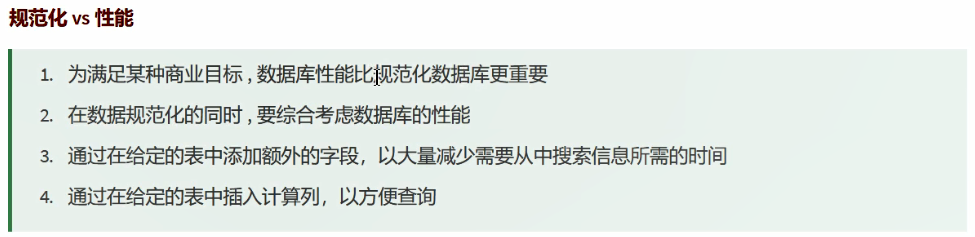 规范化 vs 性能
1. 为满足某种商业目标 , 数据库性能比规范化数据库更重要
2. 在数据规范化的同时 , 要综合考虑数据库的性能
3. 通过在给定的表中添加额外的字段，以大量减少需要从中搜索信息所需的时间
4. 通过在给定的表中插入计算列，以方便查询